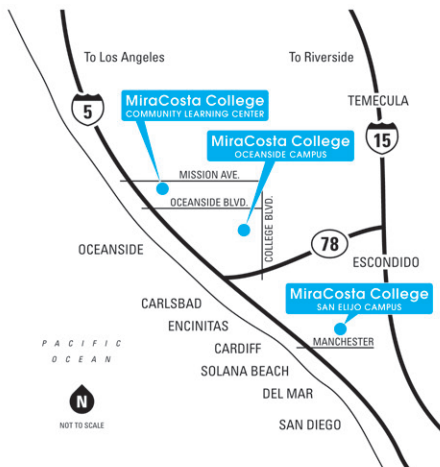 To Los Angeles
To Riverside
5
MiraCosta College
COMMUNITY LEARNING CENTER
TEMECULA
15
MiraCosta College
OCEANSIDE CAMPUS
MISSION AVE.
OCEANSIDE BLVD.
COLLEGE BLVD.
78
OCEANSIDE
ESCONDIDO
MiraCosta College
SAN ELIJO CAMPUS
CARLSBAD
ENCINITAS
MANCHESTER
PACIFIC
OCEAN
CARDIFF
SOLANA BEACH
DEL MAR
N
NOT TO SCALE
SAN DIEGO